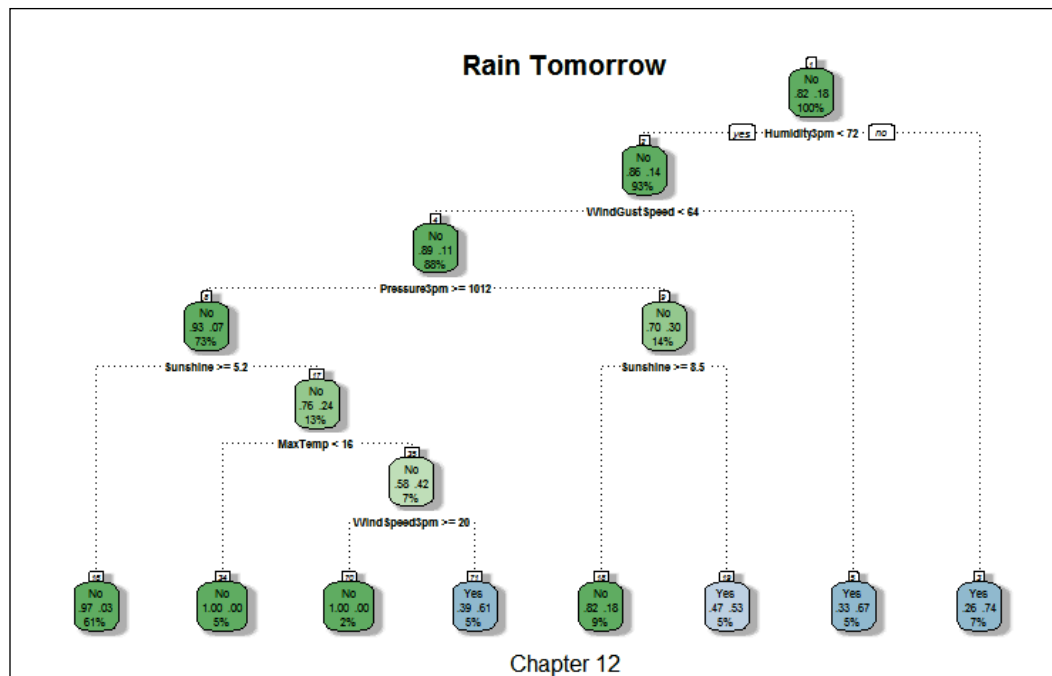 Rain Tomorrow
1
No
.82 .18
100%
yes Humidity3pm < 72 no
2
No
.86 .14
93%
WindGustSpeed < 64
4
No
.89 .11
88%
Pressure3pm >= 1012
8
No
.93 .07
73%
9
No
.70 .30
14%
Sunshine >= 5.2
Sunshine >= 8.5
17
No
.76 .24
13%
MaxTemp < 16
35
No
.58 .42
7%
WindSpeed3pm >= 20
16
No
.97 .03
61%
34
No
1.00 .00
5%
70
No
1.00 .00
2%
71
Yes
.39 .61
5%
18
No
.82 .18
9%
19
Yes
.47 .53
5%
5
Yes
.33 .67
5%
3
Yes
.26 .74
7%
Chapter 12